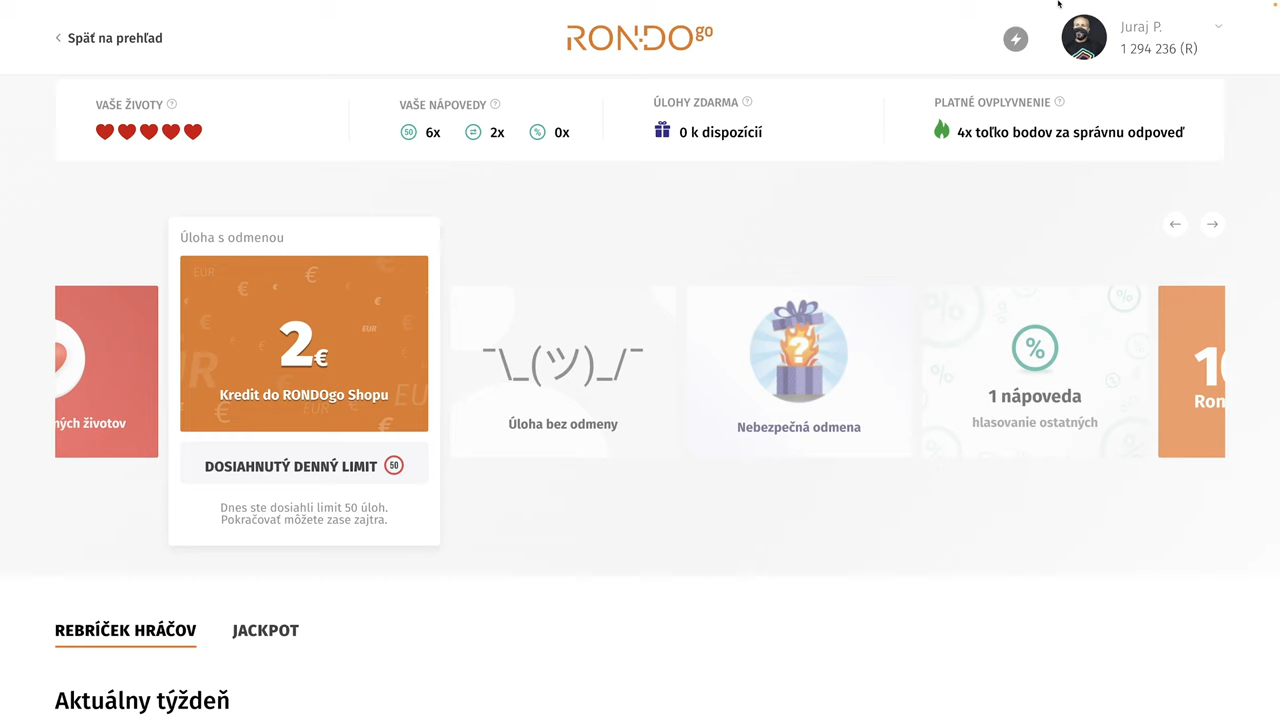 Späť na prehľad
RONDOgo
Juraj P.
1 294 236 (R)
VAŠE ŽIVOTY ?
VAŠE NÁPOVEDY ?
50 6x
2x
% 0x
ÚLOHY ZDARMA ?
0 k dispozícií
PLATNÉ OVPLYVNENIE ?
4x toľko bodov za správnu odpoveď
ných životov
Úloha s odmenou
EUR
2€
Kredit do RONDOgo Shopu
DOSIAHNUTÝ DENNÝ LIMIT 50
Dnes ste dosiahli limit 50 úloh.
Pokračovať môžete zase zajtra.
¯\_(ツ)_/¯
Úloha bez odmeny
?
Nebezpečná odmena
%
1 nápoveda
hlasovanie ostatných
Ron
REBRÍČEK HRÁČOV
JACKPOT
Aktuálny týždeň